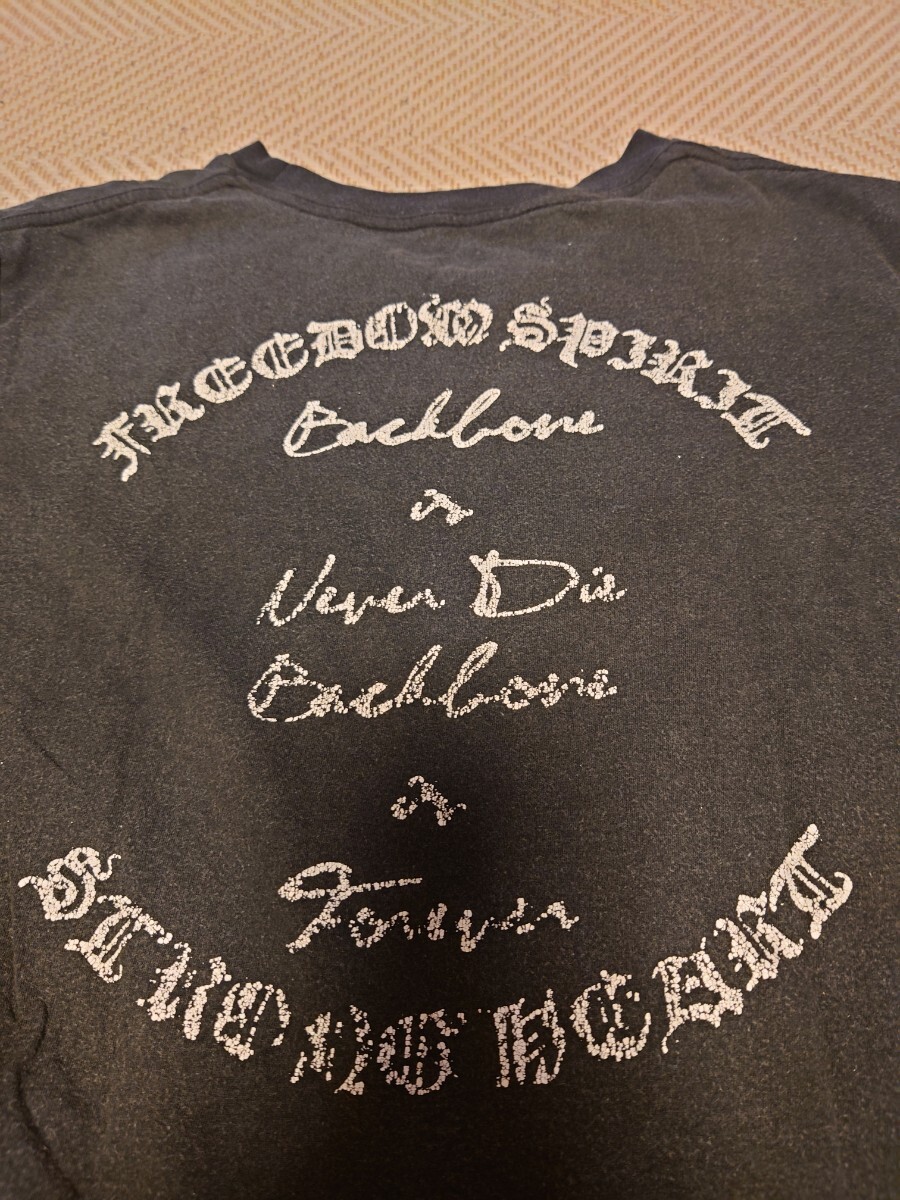 FREEDOM SPIRIT
Backbone
is
Never Die
Backbone
is
Forever
STRONG HEART